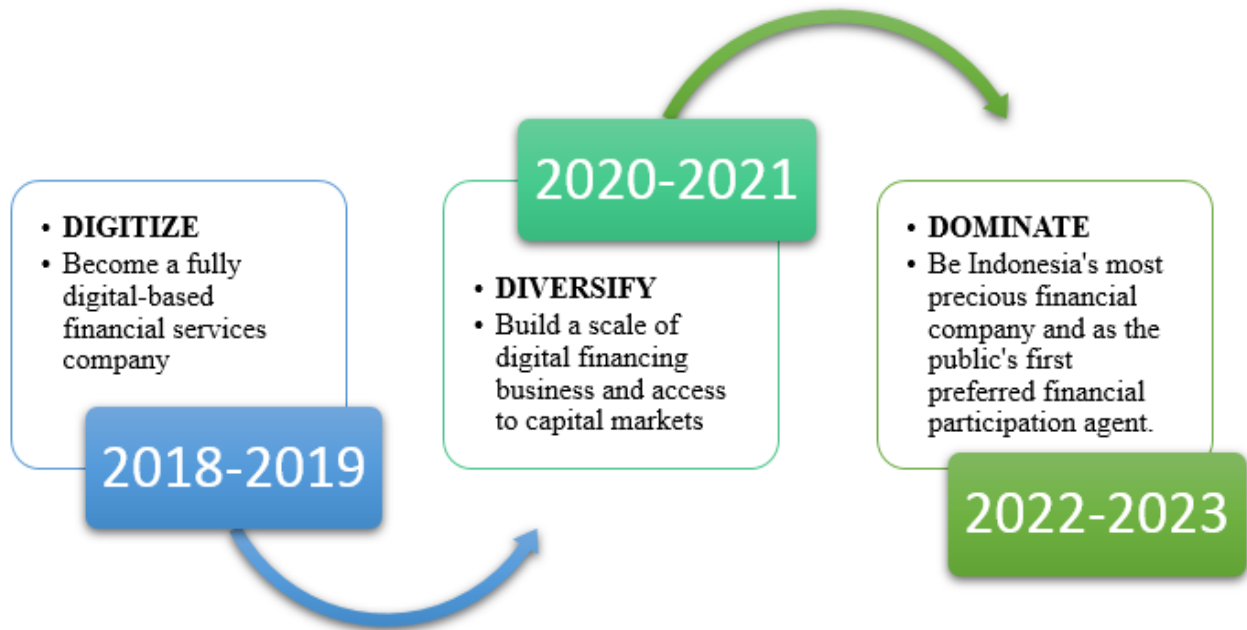 • DIGITIZE
• Become a fully
digital-based
financial services
company
2018-2019
2020-2021
• DIVERSIFY
• Build a scale of
digital financing
business and access
to capital markets
• DOMINATE
• Be Indonesia's most
precious financial
company and as the
public's first
preferred financial
participation agent.
2022-2023